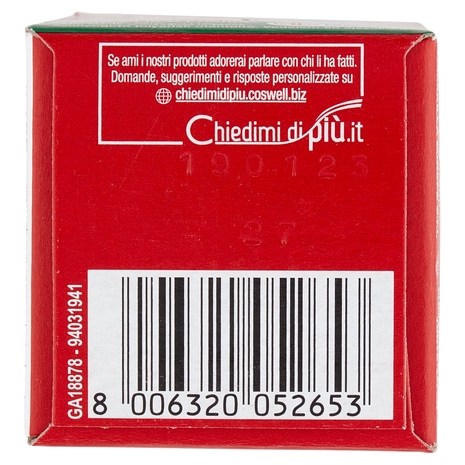 Se ami i nostri prodotti adorerai parlare con chi li ha fatti.
Domande, suggerimenti e risposte personalizzate su
chiedimidipiu.coswell.biz
Chiedimi di più.it
190123
27
GA18878 - 94031941
8 006320 052653